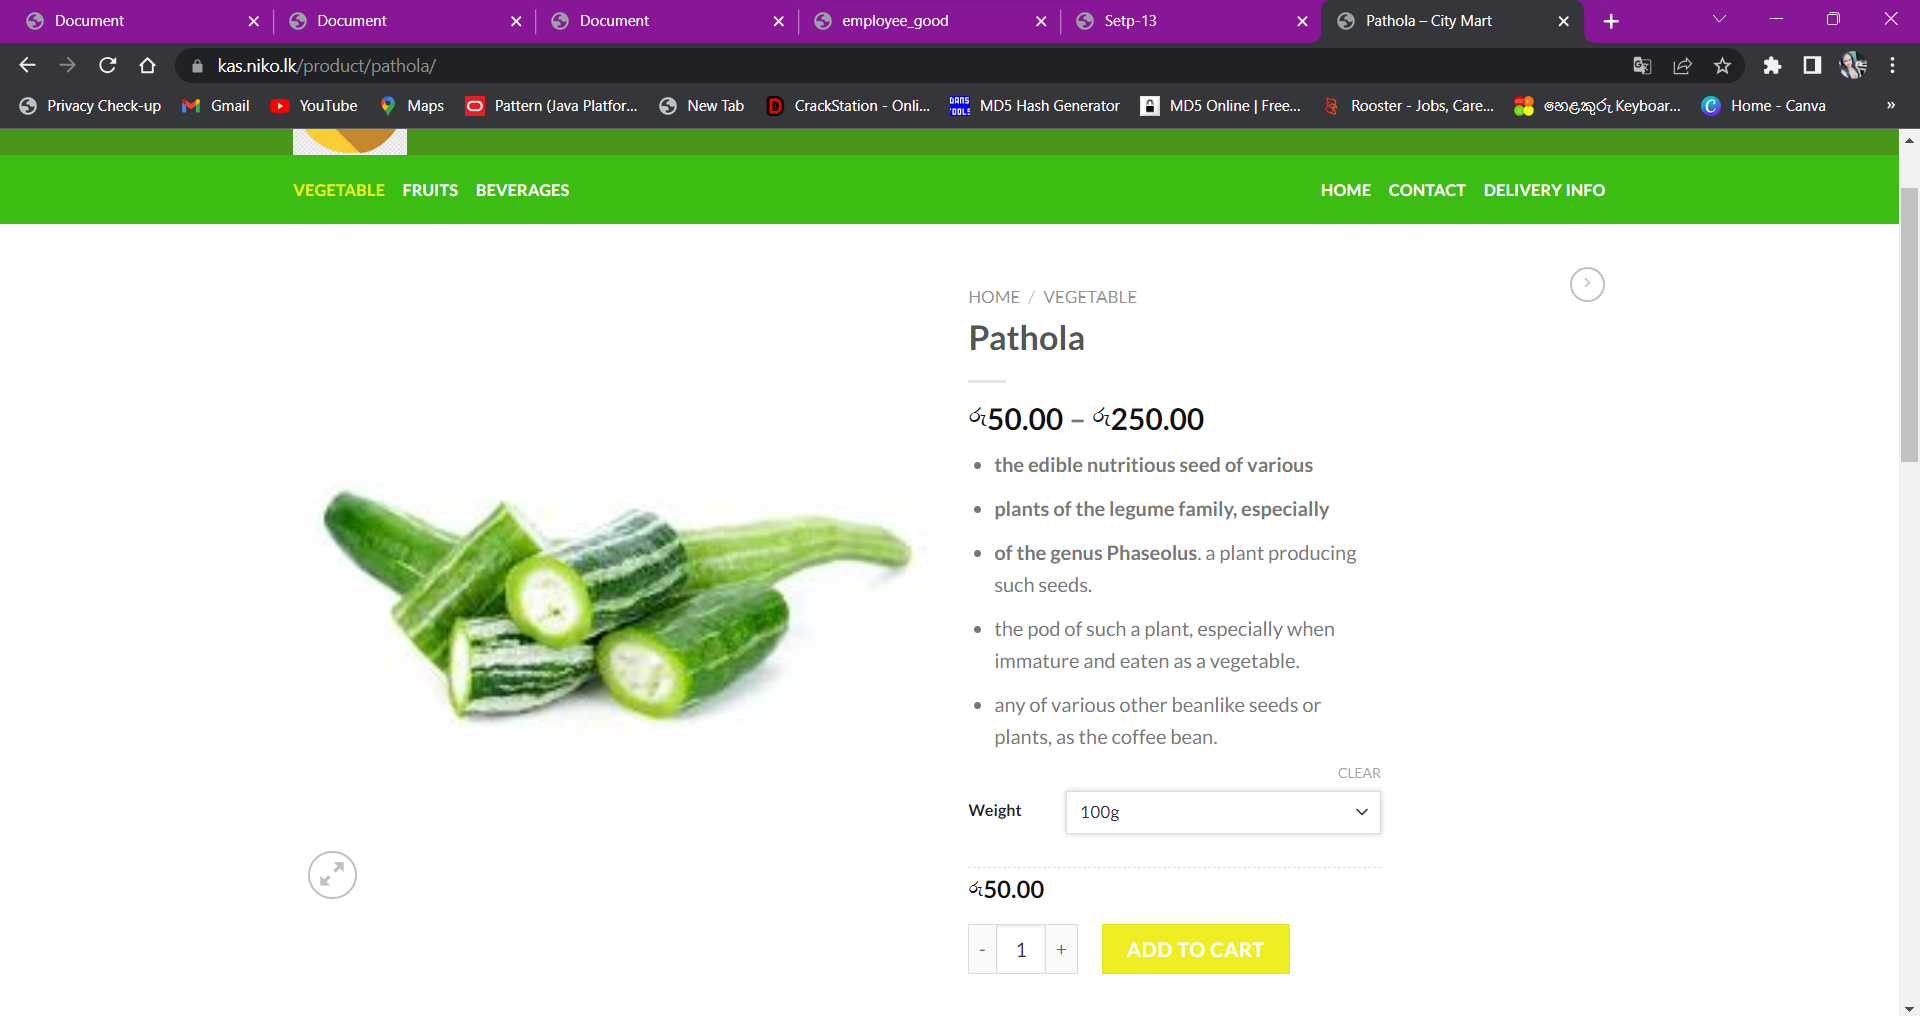 Document
Document
Document
employee_good
Setp-13
Pathola – City Mart
kas.niko.lk/product/pathola/
Privacy Check-up
Gmail
YouTube
Maps
Pattern (Java Platfor...
New Tab
CrackStation - Onli...
MD5 Hash Generator
MD5 Online | Free...
Rooster - Jobs, Care...
හෙළකුරු Keyboar...
Home - Canva
»
VEGETABLE FRUITS BEVERAGES
HOME CONTACT DELIVERY INFO
HOME / VEGETABLE
Pathola
රු50.00 – රු250.00
the edible nutritious seed of various
plants of the legume family, especially
of the genus Phaseolus. a plant producing
such seeds.
the pod of such a plant, especially when
immature and eaten as a vegetable.
any of various other beanlike seeds or
plants, as the coffee bean.
CLEAR
Weight
100g
රු50.00
- 1 +
ADD TO CART